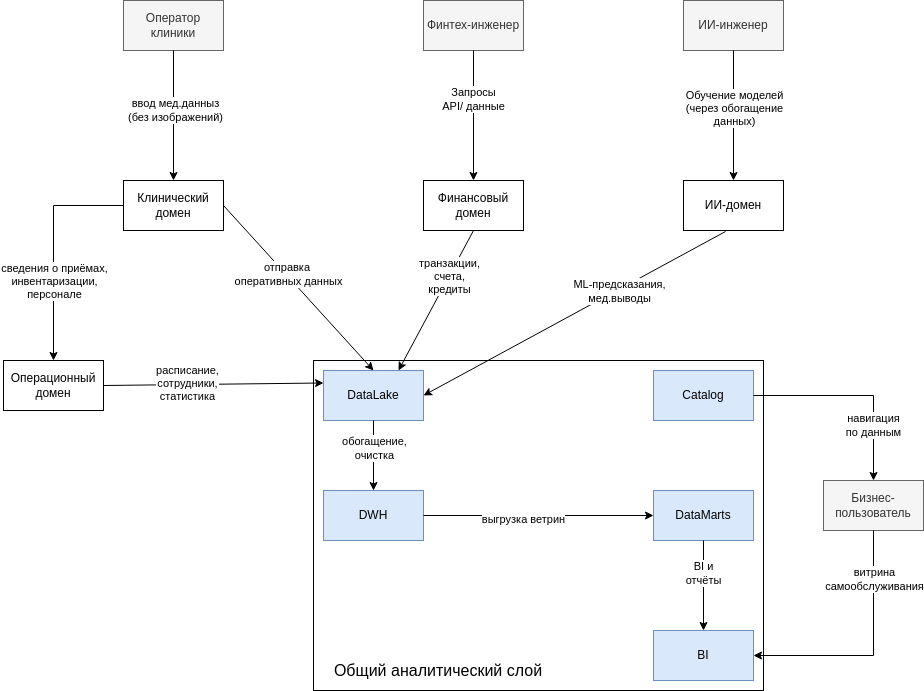 Оператор
клиники
Финтех-инженер
ИИ-инженер
ввод мед.данныз
(без изображений)
Запросы
API/ данные
Обучение моделей
(через обогащение
данных)
Клинический
домен
Финансовый
домен
ИИ-домен
сведения о приёмах,
инвентаризации,
персонале
отправка
оперативных данных
транзакции,
счета,
кредиты
ML-предсказания,
мед.выводы
Операционный
домен
расписание,
сотрудники,
статистика
DataLake
Catalog
обогащение,
очистка
навигация
по данным
DWH
выгрузка ветрин
DataMarts
Бизнес-
пользователь
BI и
отчёты
витрина
самообслуживания
BI
Общий аналитический слой